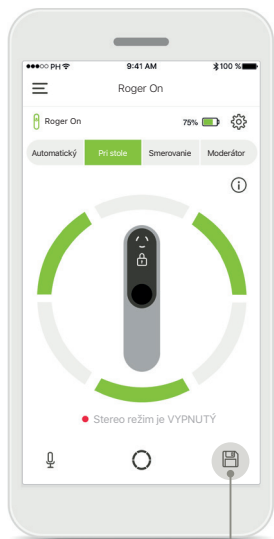 ●●●○○ PH 9:41 AM 100 %
Roger On
Roger On 75%
Automatický Pri stole Smerovanie Moderátor
Stereo režim je VYPNUTÝ